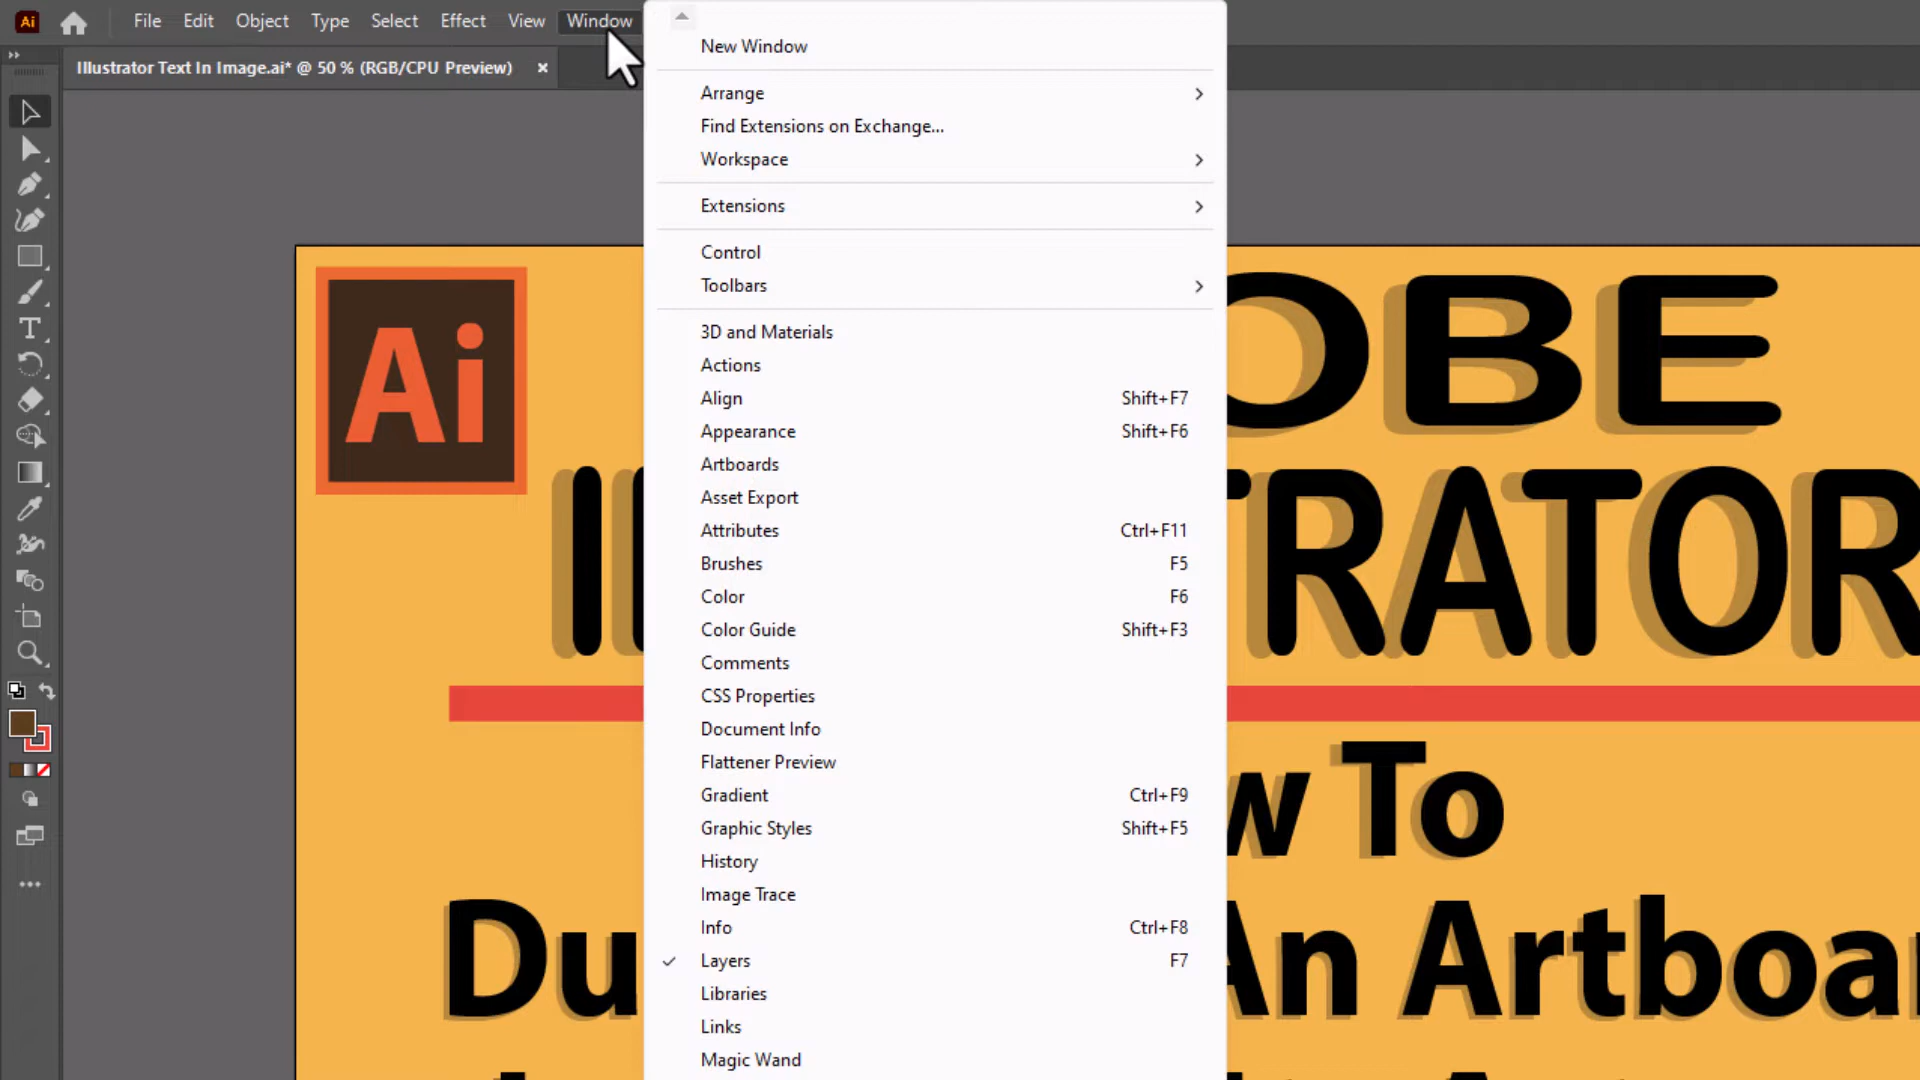 Ai File Edit Object Type Select Effect View Window
Illustrator Text In Image.ai* @ 50 % (RGB/CPU Preview) ×
New Window
Arrange
Find Extensions on Exchange...
Workspace
Extensions
Control
Toolbars
3D and Materials
Actions
Align Shift+F7
Appearance Shift+F6
Artboards
Asset Export
Attributes Ctrl+F11
Brushes F5
Color F6
Color Guide Shift+F3
Comments
CSS Properties
Document Info
Flattener Preview
Gradient Ctrl+F9
Graphic Styles Shift+F5
History
Image Trace
Info Ctrl+F8
Layers F7
Libraries
Links
Magic Wand
Ai
OBE
TRATOR
w To
Du An Artboa